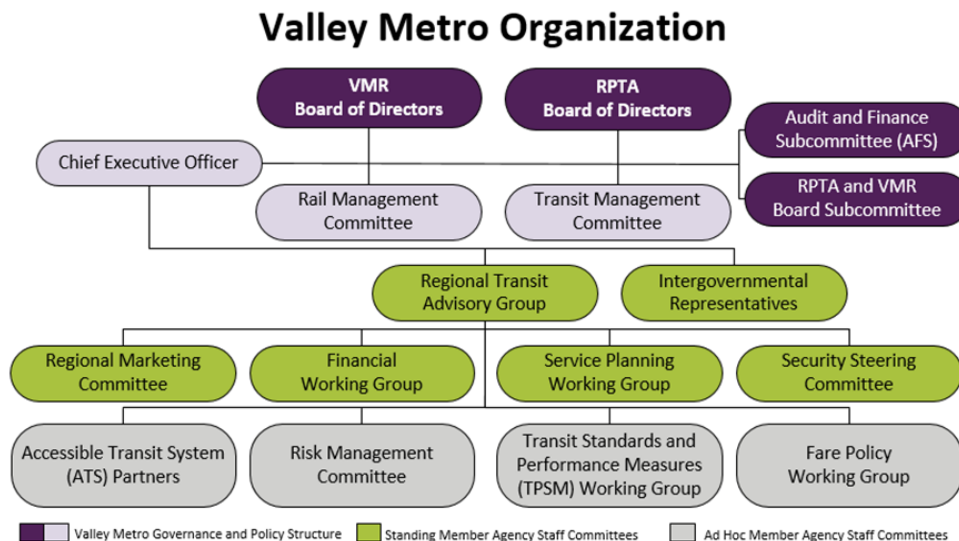 Valley Metro Organization
VMR
Board of Directors
RPTA
Board of Directors
Audit and Finance
Subcommittee (AFS)
Chief Executive Officer
RPTA and VMR
Board Subcommittee
Rail Management
Committee
Transit Management
Committee
Regional Transit
Advisory Group
Intergovernmental
Representatives
Regional Marketing
Committee
Financial
Working Group
Service Planning
Working Group
Security Steering
Committee
Accessible Transit System
(ATS) Partners
Risk Management
Committee
Transit Standards and
Performance Measures
(TPSM) Working Group
Fare Policy
Working Group
Valley Metro Governance and Policy Structure
Standing Member Agency Staff Committees
Ad Hoc Member Agency Staff Committees